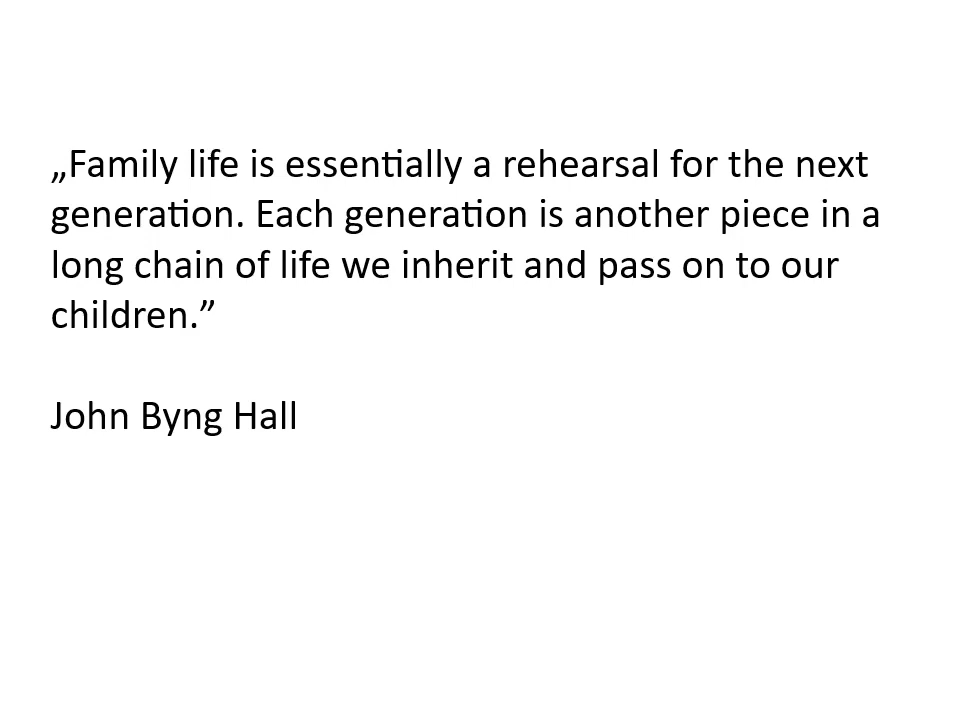 „Family life is essentially a rehearsal for the next
generation. Each generation is another piece in a
long chain of life we inherit and pass on to our
children.”
John Byng Hall